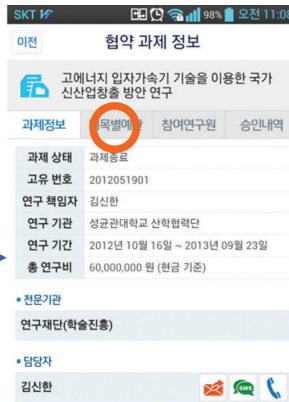 SKT 98% 오전 11:08
이전 협약 과제 정보
고에너지 입자가속기 기술을 이용한 국가
신산업창출 방안 연구
과제정보 비목별예산 참여연구원 승인내역
과제 상태 과제종료
고유 번호 2012051901
연구 책임자 김신한
연구 기관 성균관대학교 산학협력단
연구 기간 2012년 10월 16일 ~ 2013년 09월 23일
총 연구비 60,000,000 원 (현금 기준)
▪ 전문기관
연구재단(학술진흥)
▪ 담당자
김신한 SMS